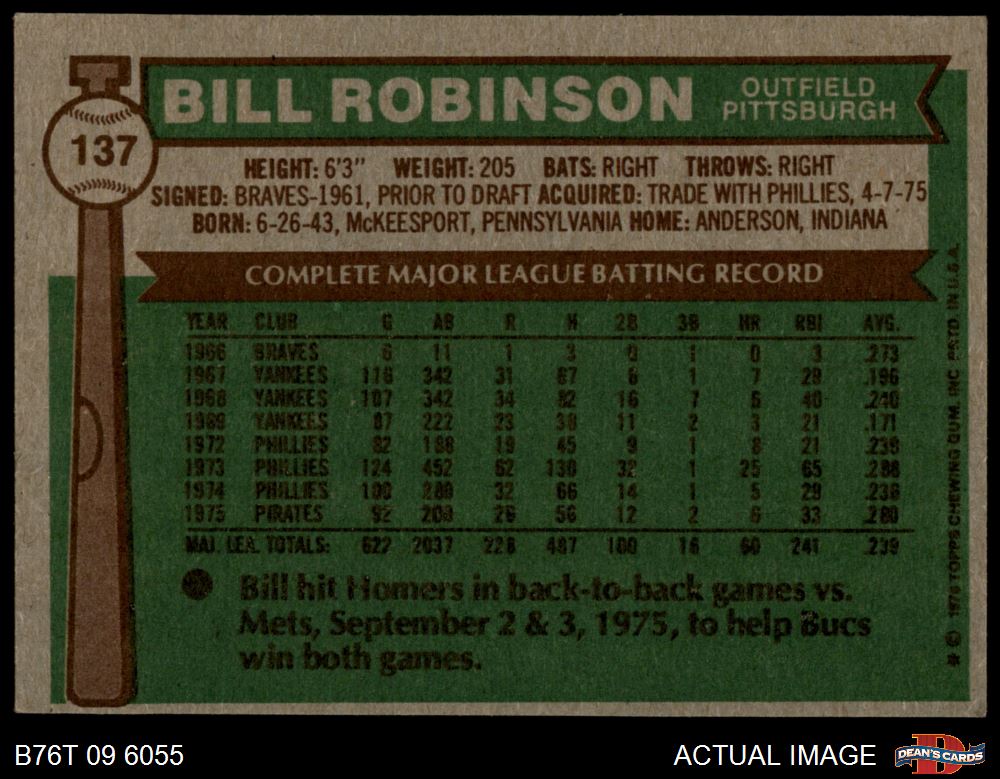 BILL ROBINSON
OUTFIELD
PITTSBURGH
137
HEIGHT: 6'3" WEIGHT: 205 BATS: RIGHT THROWS: RIGHT
SIGNED: BRAVES-1961, PRIOR TO DRAFT ACQUIRED: TRADE WITH PHILLIES, 4-7-75
BORN: 6-26-43, McKEESPORT, PENNSYLVANIA HOME: ANDERSON, INDIANA
COMPLETE MAJOR LEAGUE BATTING RECORD
YEAR CLUB G AB R H 2B 3B HR RBI AVG.
1966 BRAVES 6 11 1 3 0 1 0 3 .273
1967 YANKEES 116 342 31 67 6 1 7 29 .196
1968 YANKEES 107 342 34 82 16 7 6 40 .240
1969 YANKEES 87 222 23 38 11 2 3 21 .171
1972 PHILLIES 82 188 19 45 9 1 8 21 .239
1973 PHILLIES 124 452 62 130 32 1 25 65 .288
1974 PHILLIES 100 280 32 66 14 1 5 29 .236
1975 PIRATES 92 200 26 56 12 2 6 33 .280
MAJ. LEA. TOTALS: 2037 228 487 100 16 60 241 .239
Bill hit Homers in back-to-back games vs.
Mets, September 2 & 3, 1975, to help Bucs
win both games.
* © 1976 TOPPS CHEWING GUM, INC. PRTD. IN U.S.A.
B76T 09 6055
ACTUAL IMAGE
DEAN'S CARDS